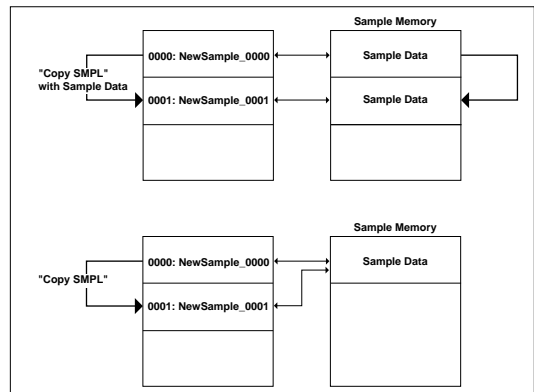 Sample Memory
0000: NewSample_0000
Sample Data
"Copy SMPL"
with Sample Data
0001: NewSample_0001
Sample Data
Sample Memory
0000: NewSample_0000
Sample Data
"Copy SMPL"
0001: NewSample_0001